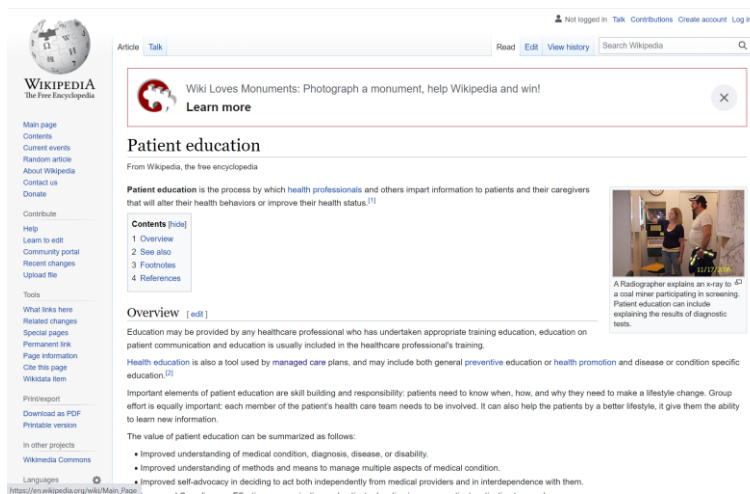 Not logged in Talk Contributions Create account Log in
Article Talk
Read Edit View history Search Wikipedia
WIKIPEDIA
The Free Encyclopedia
Main page
Contents
Current events
Random article
About Wikipedia
Contact us
Donate
Contribute
Help
Learn to edit
Community portal
Recent changes
Upload file
Tools
What links here
Related changes
Special pages
Permanent link
Page information
Cite this page
Wikidata item
Print/export
Download as PDF
Printable version
In other projects
Wikimedia Commons
Languages
https://en.wikipedia.org/wiki/Main_Page
Wiki Loves Monuments: Photograph a monument, help Wikipedia and win!
Learn more
Patient education
From Wikipedia, the free encyclopedia
Patient education is the process by which health professionals and others impart information to patients and their caregivers
that will alter their health behaviors or improve their health status.[1]
Contents [hide]
1 Overview
2 See also
3 Footnotes
4 References
11/17/2006
A Radiographer explains an x-ray to
a coal miner participating in screening.
Patient education can include
explaining the results of diagnostic
tests.
Overview [ edit ]
Education may be provided by any healthcare professional who has undertaken appropriate training education, education on
patient communication and education is usually included in the healthcare professional's training.
Health education is also a tool used by managed care plans, and may include both general preventive education or health promotion and disease or condition specific
education.[2]
Important elements of patient education are skill building and responsibility: patients need to know when, how, and why they need to make a lifestyle change. Group
effort is equally important: each member of the patient's health care team needs to be involved. It can also help the patients by a better lifestyle, it give them the ability
to learn new information.
The value of patient education can be summarized as follows:
• Improved understanding of medical condition, diagnosis, disease, or disability.
• Improved understanding of methods and means to manage multiple aspects of medical condition.
• Improved self-advocacy in deciding to act both independently from medical providers and in interdependence with them.